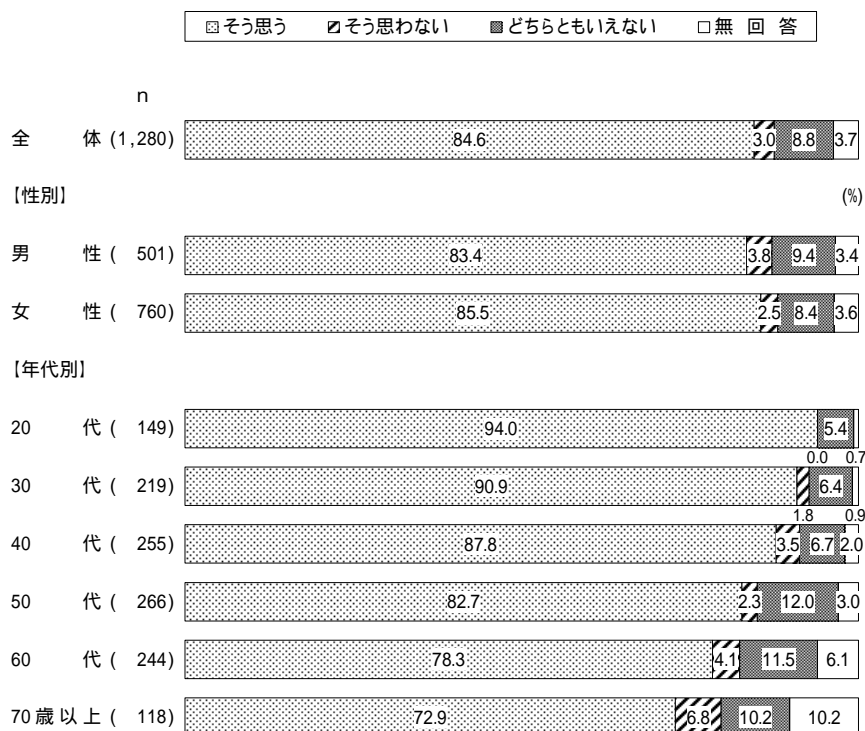 そう思う そう思わない どちらともいえない 無 回 答
n
全 体 (1,280) 84.6 3.0 8.8 3.7
【性別】 (%)
男 性 ( 501) 83.4 3.8 9.4 3.4
女 性 ( 760) 85.5 2.5 8.4 3.6
【年代別】
20 代 ( 149) 94.0 5.4
0.0 0.7
30 代 ( 219) 90.9 6.4
1.8 0.9
40 代 ( 255) 87.8 3.5 6.7 2.0
50 代 ( 266) 82.7 2.3 12.0 3.0
60 代 ( 244) 78.3 4.1 11.5 6.1
70 歳 以 上 ( 118) 72.9 6.8 10.2 10.2